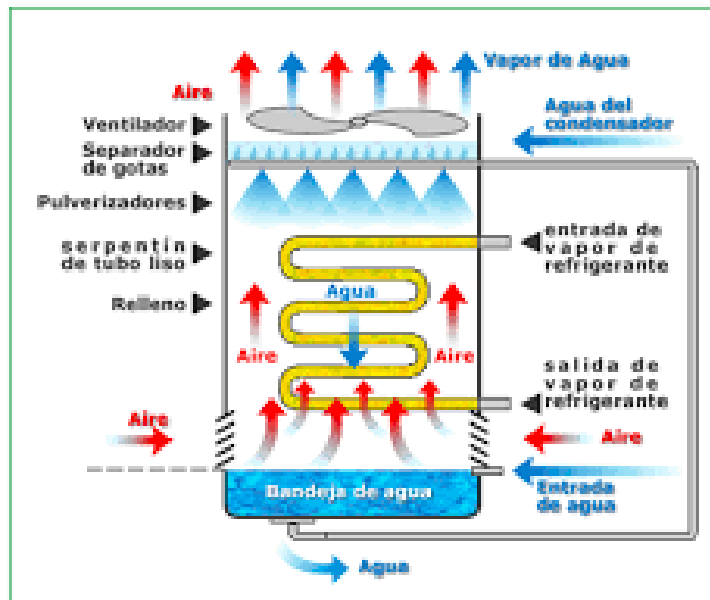 Vapor de Agua
Aire
Agua del
condensador
Ventilador
Separador
de gotas
Pulverizadores
entrada de
vapor de
refrigerante
serpentín
de tubo liso
Agua
Relleno
Aire
Aire
salida de
vapor de
refrigerante
Aire
Aire
Bandeja de agua
Entrada
de agua
Agua